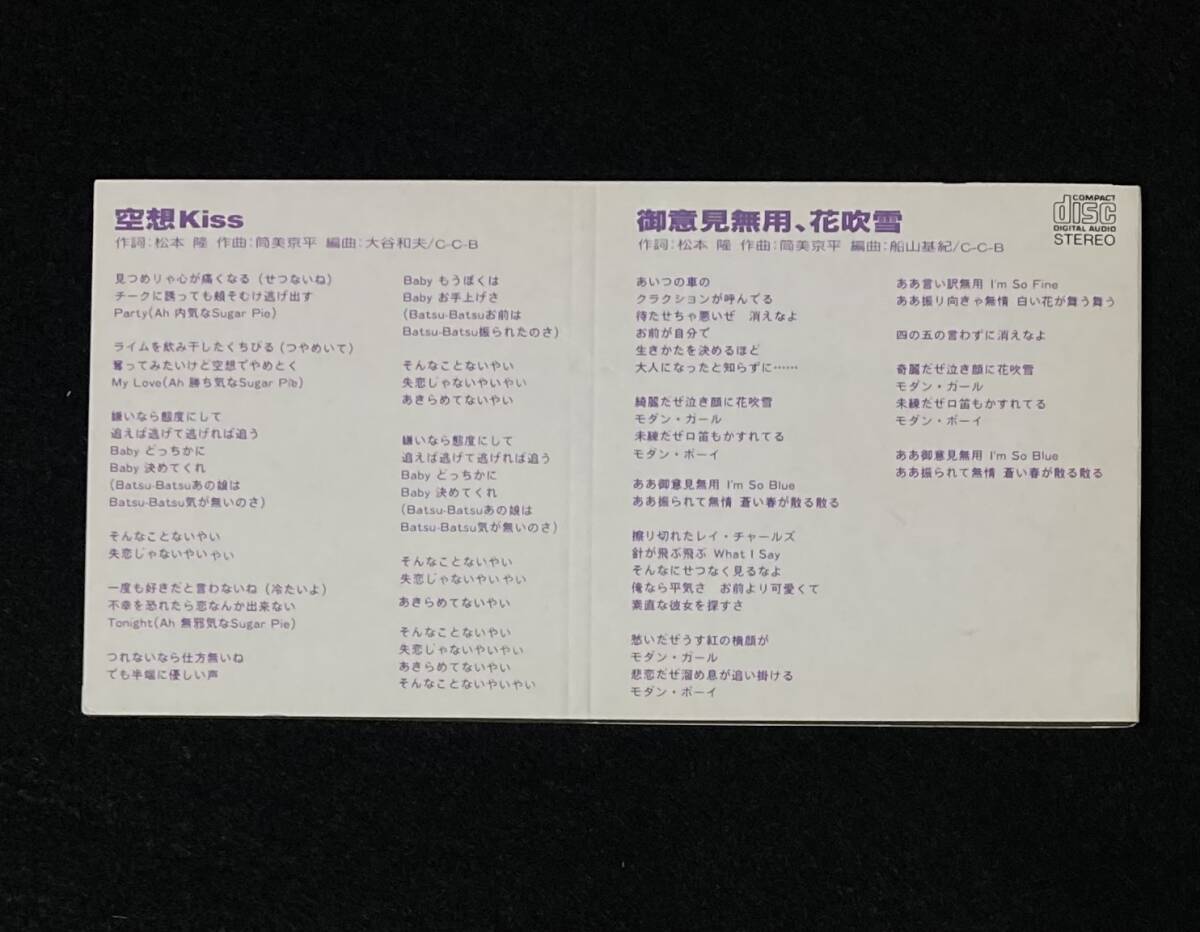 空想Kiss
作詞：松本 隆 作曲：筒美京平 編曲：大谷和夫/C-C-B
見つめりゃ心が痛くなる（せつないね）
チークに誘っても頬そむけ逃げ出す
Party(Ah 内気なSugar Pie)
ライムを飲み干したくちびる（つやめいて）
奪ってみたいけど空想でやめとく
My Love(Ah 勝ち気なSugar Pie)
嫌いなら態度にして
追えば逃げて逃げれば追う
Baby どっちかに
Baby 決めてくれ
(Batsu-Batsuあの娘は
Batsu-Batsu気が無いのさ)
そんなことないやい
失恋じゃないやいやい
一度も好きだと言わないね（冷たいよ）
不幸を恐れたら恋なんか出来ない
Tonight(Ah 無邪気なSugar Pie)
つれないなら仕方無いね
でも半端に優しい声
Baby もうぼくは
Baby お手上げさ
(Batsu-Batsuお前は
Batsu-Batsu振られたのさ)
そんなことないやい
失恋じゃないやいやい
あきらめてないやい
嫌いなら態度にして
追えば逃げて逃げれば追う
Baby どっちかに
Baby 決めてくれ
(Batsu-Batsuあの娘は
Batsu-Batsu気が無いのさ)
そんなことないやい
失恋じゃないやいやい
あきらめてないやい
そんなことないやい
失恋じゃないやいやい
あきらめてないやい
そんなことないやいやい
御意見無用、花吹雪
作詞：松本 隆 作曲：筒美京平 編曲：船山基紀/C-C-B
COMPACT
disc
DIGITAL AUDIO
STEREO
あいつの車の
クラクションが呼んでる
待たせちゃ悪いぜ　消えなよ
お前が自分で
生きかたを決めるほど
大人になったと知らずに……
綺麗だぜ泣き顔に花吹雪
モダン・ガール
未練だぜ口笛もかすれてる
モダン・ボーイ
ああ御意見無用 I'm So Blue
ああ振られて無情 蒼い春が散る散る
擦り切れたレイ・チャールズ
針が飛ぶ飛ぶ What I Say
そんなにせつなく見るなよ
俺なら平気さ　お前より可愛くて
素直な彼女を探すさ
愁いだぜうす紅の横顔が
モダン・ガール
悲恋だぜ溜め息が追い掛ける
モダン・ボーイ
ああ言い訳無用 I'm So Fine
ああ振り向きゃ無情 白い花が舞う舞う
四の五の言わずに消えなよ
奇麗だぜ泣き顔に花吹雪
モダン・ガール
未練だぜ口笛もかすれてる
モダン・ボーイ
ああ御意見無用 I'm So Blue
ああ振られて無情 蒼い春が散る散る